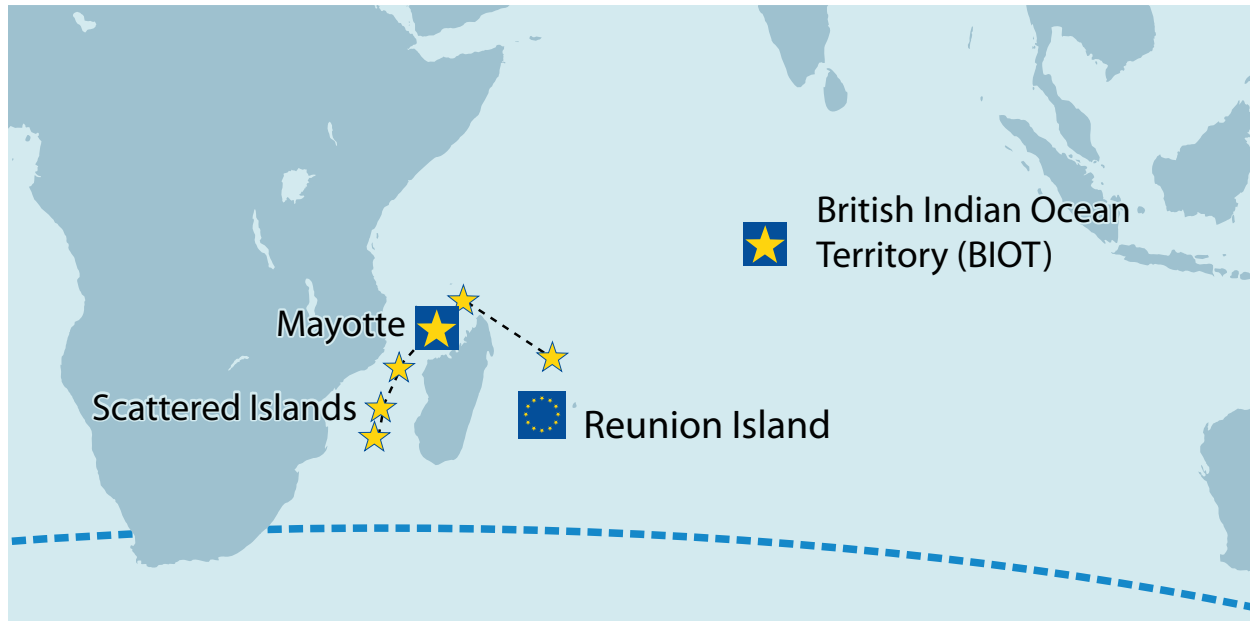 British Indian Ocean
Territory (BIOT)
Mayotte
Scattered Islands
Reunion Island